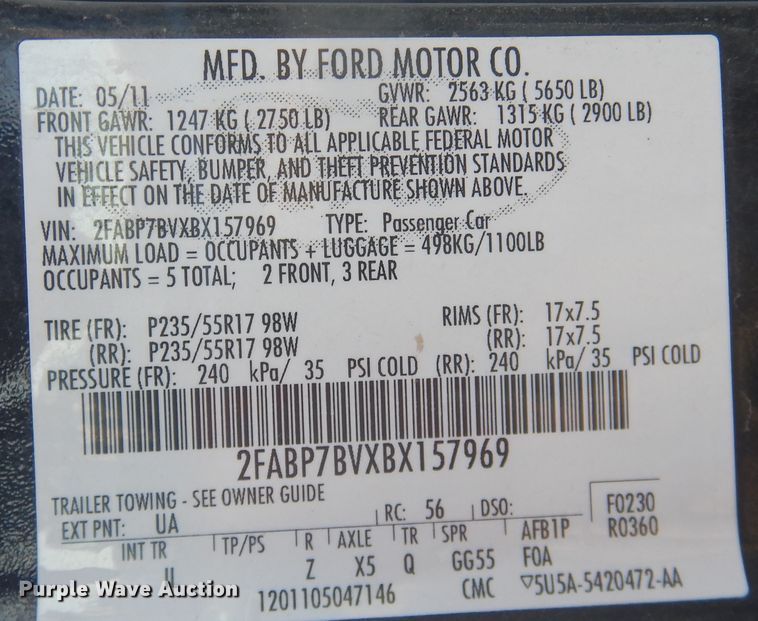 MFD. BY FORD MOTOR CO.
DATE: 05/11 GVWR: 2563 KG ( 5650 LB)
FRONT GAWR: 1247 KG ( 2750 LB) REAR GAWR: 1315 KG ( 2900 LB)
THIS VEHICLE CONFORMS TO ALL APPLICABLE FEDERAL MOTOR
VEHICLE SAFETY, BUMPER, AND THEFT PREVENTION STANDARDS
IN EFFECT ON THE DATE OF MANUFACTURE SHOWN ABOVE.
VIN: 2FABP7BVXBX157969 TYPE: Passenger Car
MAXIMUM LOAD = OCCUPANTS + LUGGAGE = 498KG/1100LB
OCCUPANTS = 5 TOTAL; 2 FRONT, 3 REAR
TIRE (FR): P235/55R17 98W RIMS (FR): 17x7.5
(RR): P235/55R17 98W (RR): 17x7.5
PRESSURE (FR): 240 kPa/ 35 PSI COLD (RR): 240 kPa/ 35 PSI COLD
2FABP7BVXBX157969
TRAILER TOWING - SEE OWNER GUIDE
EXT PNT: UA RC: 56 DSO: F0230
INT TR TP/PS R AXLE TR SPR AFB1P R0360
Z X5 Q GG55 FOA
1201105047146 CMC ▽5U5A-5420472-AA
Purple Wave Auction